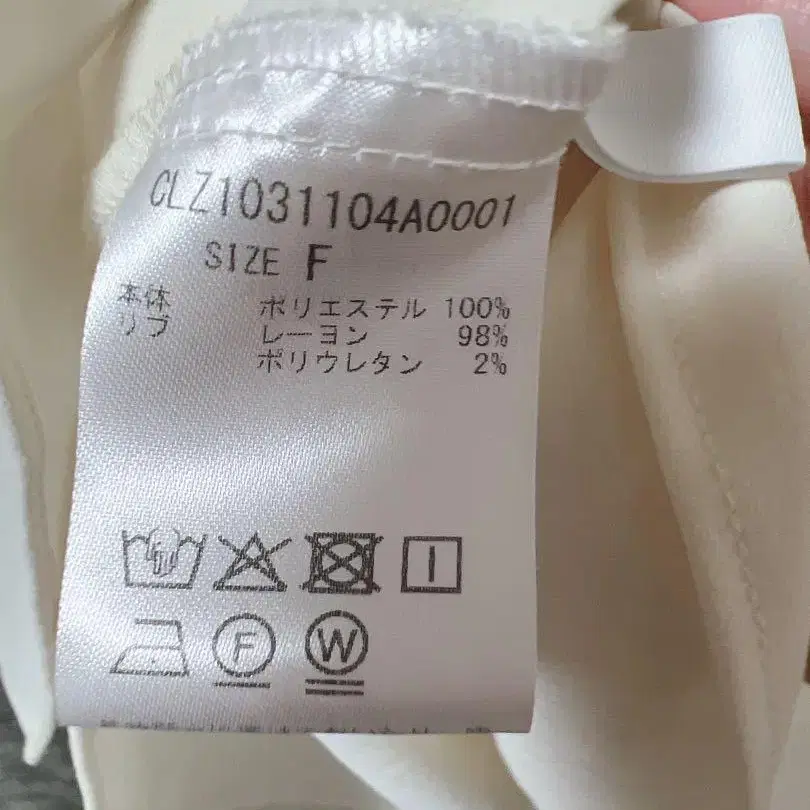 CLZ1031104A0001
SIZE F
本体 ポリエステル 100%
リブ レーヨン 98%
ポリウレタン 2%
F W